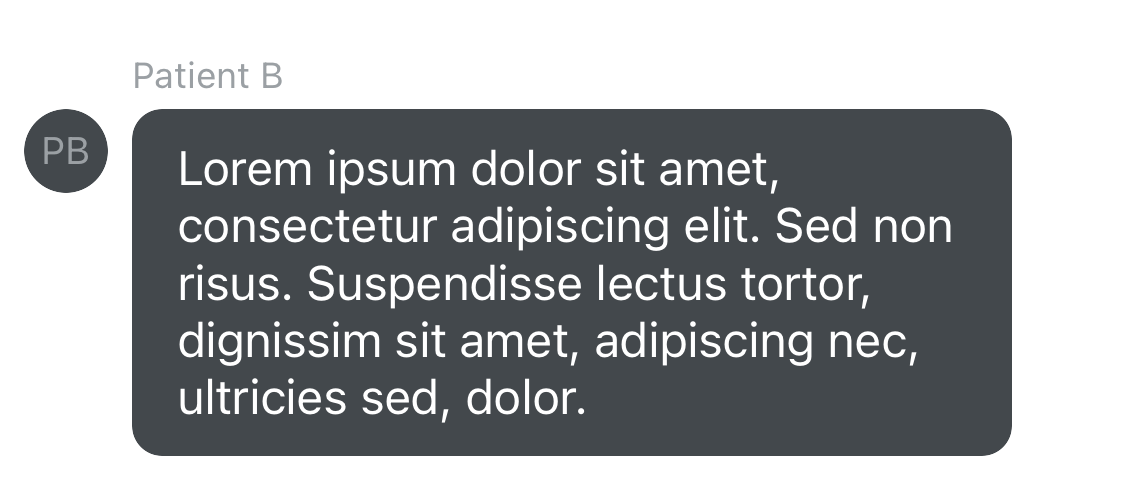 Patient B
PB
Lorem ipsum dolor sit amet,
consectetur adipiscing elit. Sed non
risus. Suspendisse lectus tortor,
dignissim sit amet, adipiscing nec,
ultricies sed, dolor.